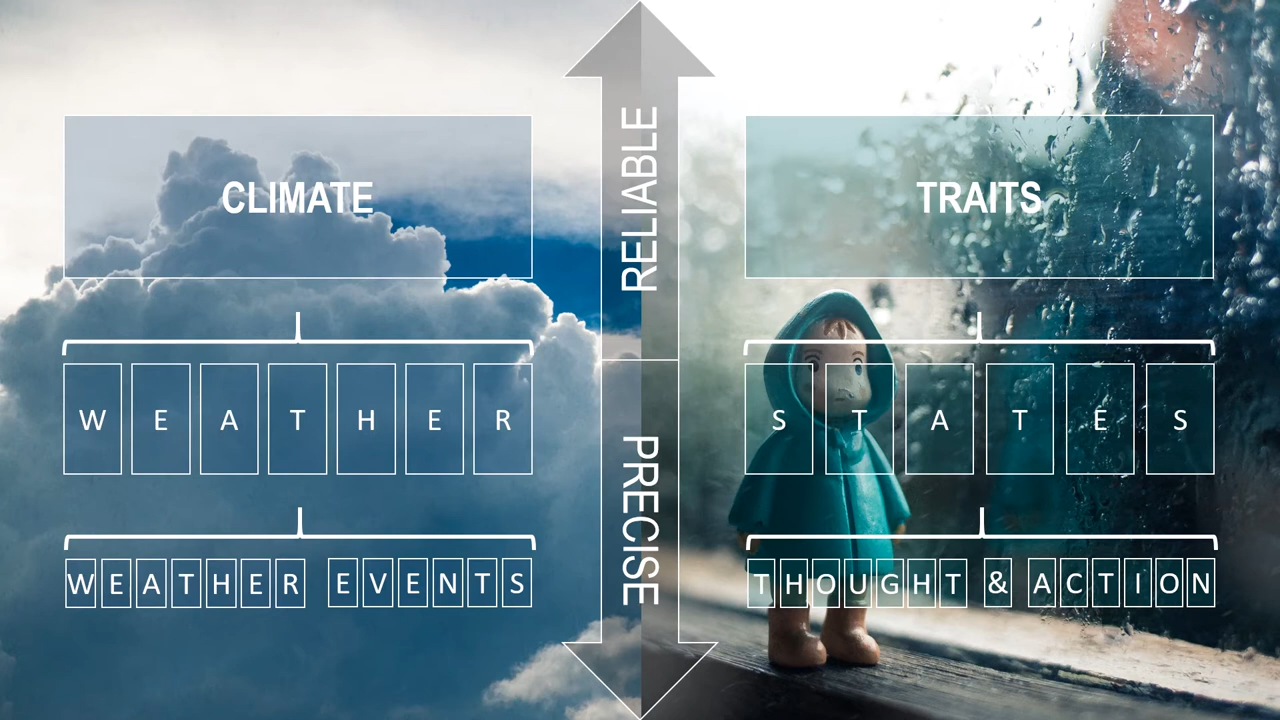 CLIMATE
WEATHER
WEATHER EVENTS
RELIABLE
PRECISE
TRAITS
STATES
THOUGHT & ACTION